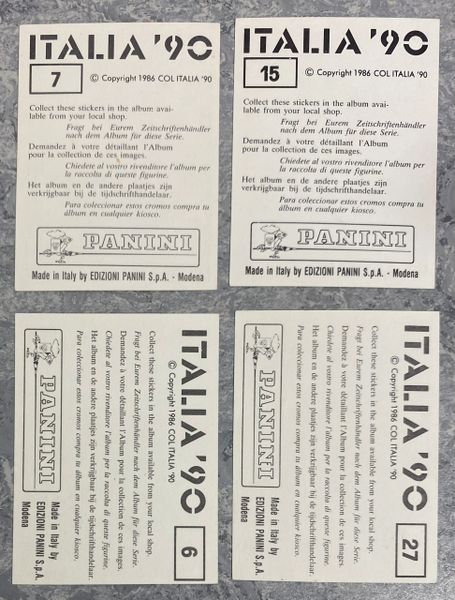 ITALIA '90
7
© Copyright 1986 COL ITALIA '90
Collect these stickers in the album avai-
lable from your local shop.
Fragt bei Eurem Zeitschriftenhändler
nach dem Album für diese Serie.
Demandez à votre détaillant l'Album
pour la collection de ces images.
Chiedete al vostro rivenditore l'album per
la raccolta di queste figurine.
Het album en de andere plaatjes zijn
verkrijgbaar bij de tijdschrifthandelaar.
Para coleccionar estos cromos compra tu
álbum en cualquier kiosco.
PANINI
Made in Italy by EDIZIONI PANINI S.p.A. - Modena
ITALIA '90
15
© Copyright 1986 COL ITALIA '90
Collect these stickers in the album avai-
lable from your local shop.
Fragt bei Eurem Zeitschriftenhändler
nach dem Album für diese Serie.
Demandez à votre détaillant l'Album
pour la collection de ces images.
Chiedete al vostro rivenditore l'album per
la raccolta di queste figurine.
Het album en de andere plaatjes zijn
verkrijgbaar bij de tijdschrifthandelaar.
Para coleccionar estos cromos compra tu
álbum en cualquier kiosco.
PANINI
Made in Italy by EDIZIONI PANINI S.p.A. - Modena
ITALIA '90
6
© Copyright 1986 COL ITALIA '90
Collect these stickers in the album available from your local shop.
Fragt bei Eurem Zeitschriftenhändler nach dem Album für diese Serie.
Demandez à votre détaillant l'Album pour la collection de ces images.
Chiedete al vostro rivenditore l'album per la raccolta di queste figurine.
Het album en de andere plaatjes zijn verkrijgbaar bij de tijdschrifthandelaar.
Para coleccionar estos cromos compra tu álbum en cualquier kiosco.
PANINI
Made in Italy by
EDIZIONI PANINI S.p.A.
Modena
ITALIA '90
27
© Copyright 1986 COL ITALIA '90
Collect these stickers in the album available from your local shop.
Fragt bei Eurem Zeitschriftenhändler nach dem Album für diese Serie.
Demandez à votre détaillant l'Album pour la collection de ces images.
Chiedete al vostro rivenditore l'album per la raccolta di queste figurine.
Het album en de andere plaatjes zijn verkrijgbaar bij de tijdschrifthandelaar.
Para coleccionar estos cromos compra tu álbum en cualquier kiosco.
PANINI
Made in Italy by
EDIZIONI PANINI S.p.A.
Modena